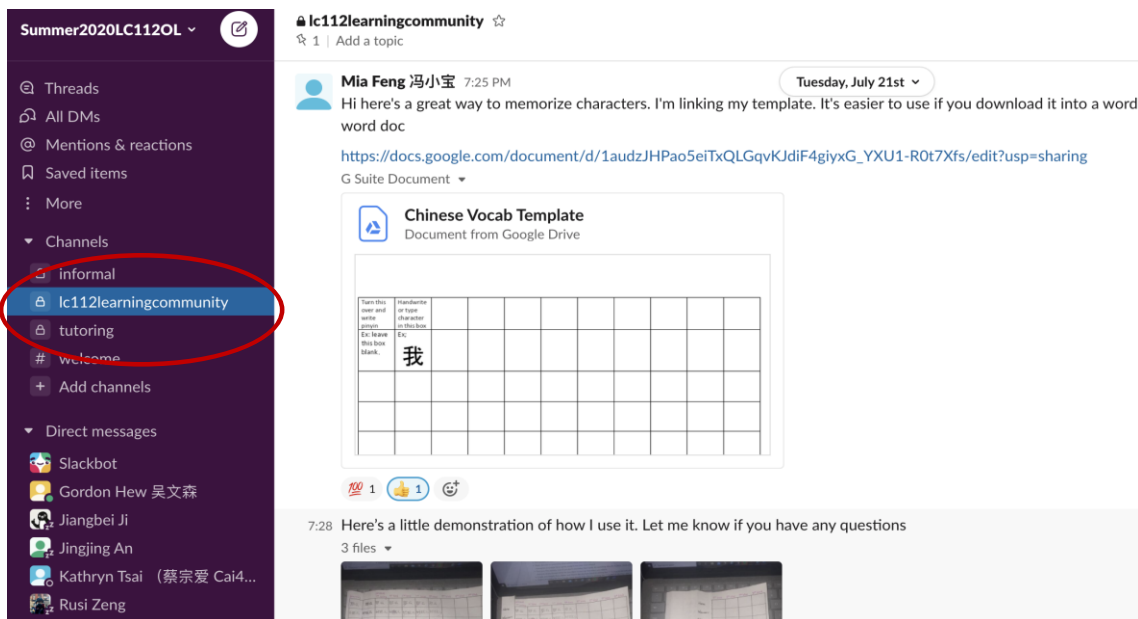 Summer2020LC112OL
Threads
All DMs
Mentions & reactions
Saved items
More
Channels
informal
lc112learningcommunity
tutoring
# welcome
+ Add channels
Direct messages
Slackbot
Gordon Hew 吴文森
Jiangbei Ji
Jingjing An
Kathryn Tsai （蔡宗爱 Cai4...
Rusi Zeng
lc112learningcommunity
1 | Add a topic
Tuesday, July 21st
Mia Feng 冯小宝 7:25 PM
Hi here's a great way to memorize characters. I'm linking my template. It's easier to use if you download it into a word
word doc
https://docs.google.com/document/d/1audzJHPao5eiTxQLGqvKJdiF4giyxG_YXU1-R0t7Xfs/edit?usp=sharing
G Suite Document
Chinese Vocab Template
Document from Google Drive
Turn this
over and
write
pinyin
Handwrite
or type
character
in this box
Ex: leave
this box
blank.
Ex:
我
💯 1 👍 1
7:28 Here's a little demonstration of how I use it. Let me know if you have any questions
3 files